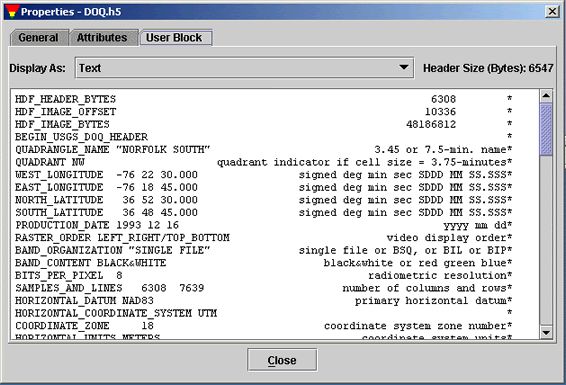 Properties - DOQ.h5
General Attributes User Block
Display As: Text Header Size (Bytes): 6547
HDF_HEADER_BYTES 6308 *
HDF_IMAGE_OFFSET 10336 *
HDF_IMAGE_BYTES 48186812 *
BEGIN_USGS_DOQ_HEADER *
QUADRANGLE_NAME "NORFOLK SOUTH" 3.45 or 7.5-min. name*
QUADRANT NW quadrant indicator if cell size = 3.75-minutes*
WEST_LONGITUDE -76 22 30.000 signed deg min sec SDDD MM SS.SSS*
EAST_LONGITUDE -76 18 45.000 signed deg min sec SDDD MM SS.SSS*
NORTH_LATITUDE 36 52 30.000 signed deg min sec SDDD MM SS.SSS*
SOUTH_LATITUDE 36 48 45.000 signed deg min sec SDDD MM SS.SSS*
PRODUCTION_DATE 1993 12 16 yyyy mm dd*
RASTER_ORDER LEFT_RIGHT/TOP_BOTTOM video display order*
BAND_ORGANIZATION "SINGLE FILE" single file or BSQ, or BIL or BIP*
BAND_CONTENT BLACK&WHITE black&white or red green blue*
BITS_PER_PIXEL 8 radiometric resolution*
SAMPLES_AND_LINES 6308 7639 number of columns and rows*
HORIZONTAL_DATUM NAD83 primary horizontal datum*
HORIZONTAL_COORDINATE_SYSTEM UTM *
COORDINATE_ZONE 18 coordinate system zone number*
HORIZONTAL_UNITS METERS coordinate system units*
Close